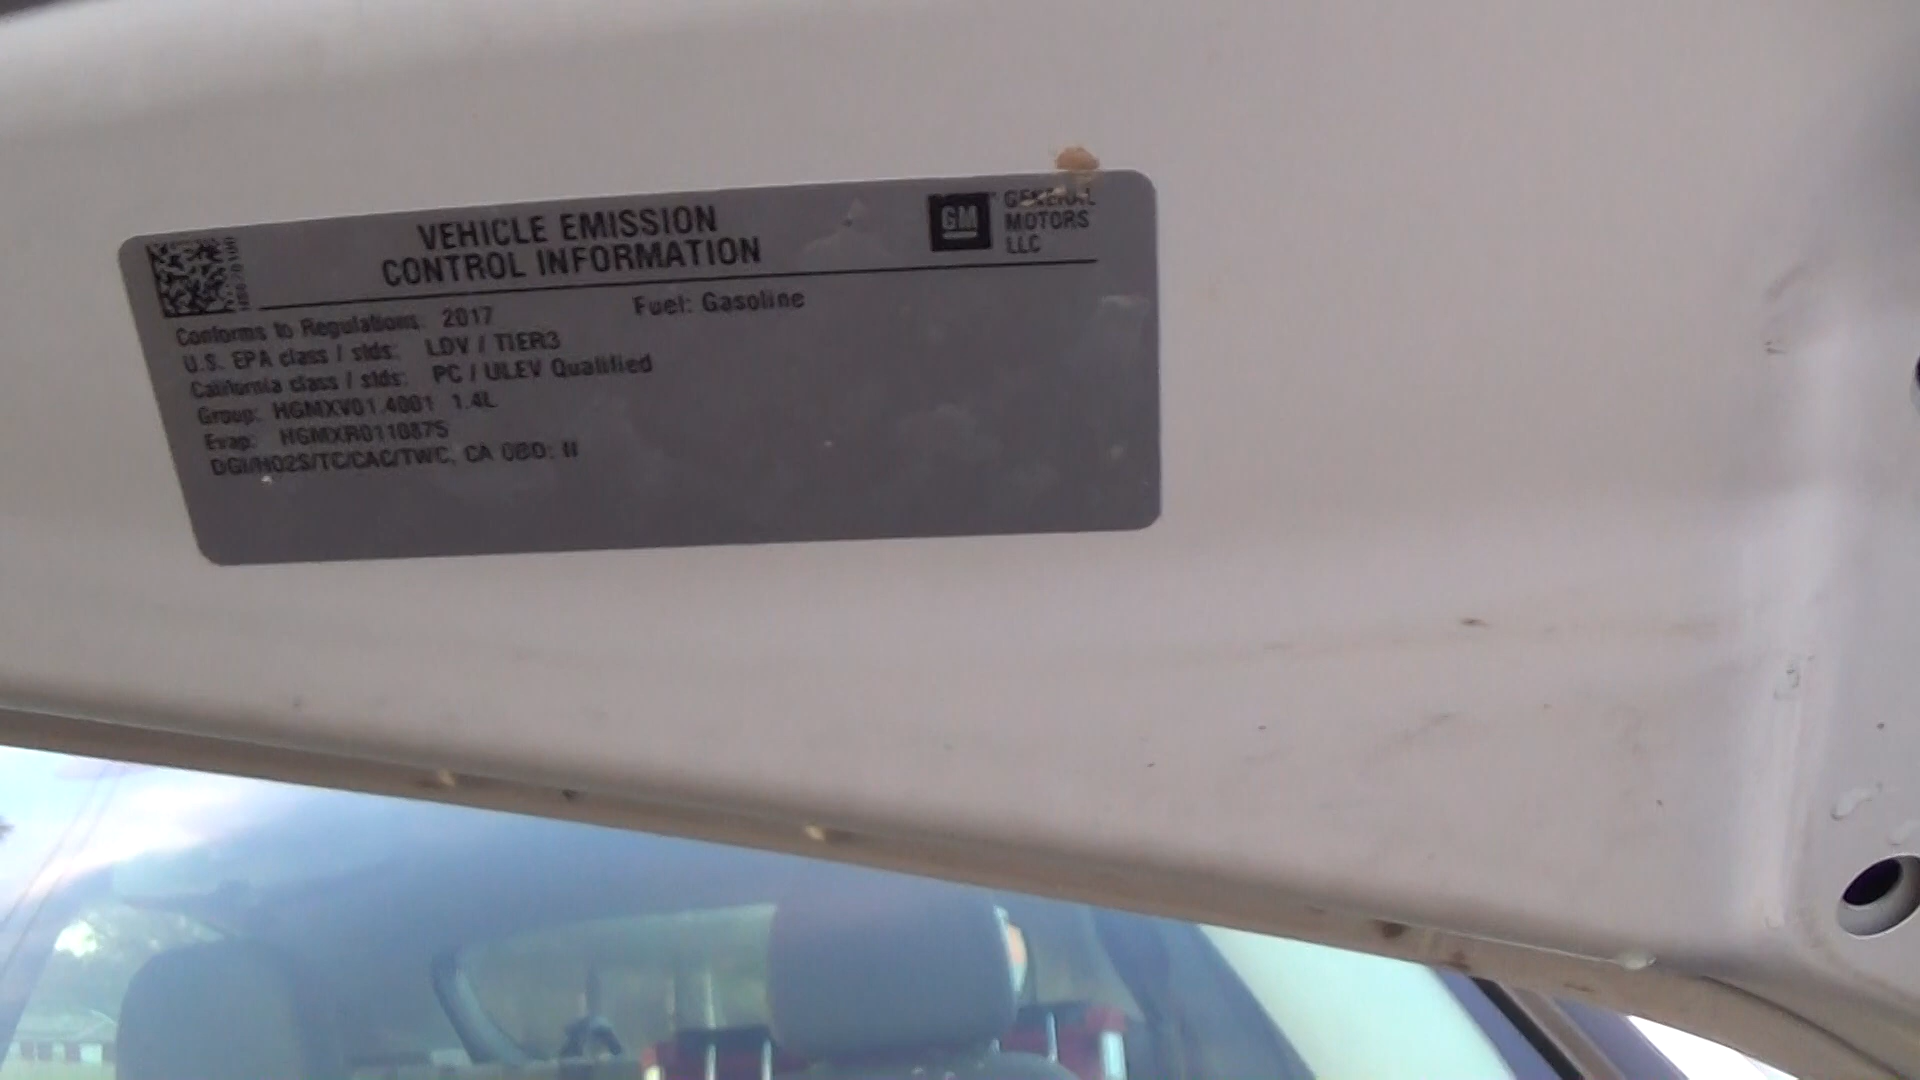 VEHICLE EMISSION
CONTROL INFORMATION
GM
GENERAL
MOTORS
LLC
Conforms to Regulations: 2017 Fuel: Gasoline
U.S. EPA class / stds: LDV / TIER3
California class / stds: PC / ULEV Qualified
Group: HGMXV01.4001 1.4L
Evap: HGMXR0110875
DGI/HO2S/TC/CAC/TWC, CA OBD: II